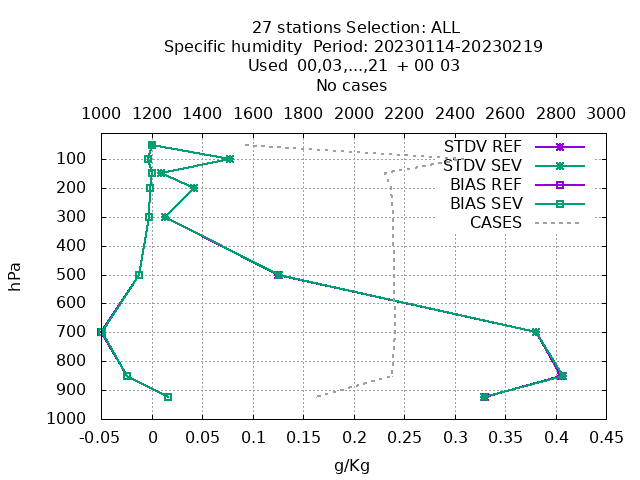 27 stations Selection: ALL
Specific humidity  Period: 20230114-20230219
Used  00,03,...,21  + 00 03
No cases
1000 1200 1400 1600 1800 2000 2200 2400 2600 2800 3000
STDV REF
STDV SEV
BIAS REF
BIAS SEV
CASES
100
200
300
400
500
600
700
800
900
1000
hPa
-0.05 0 0.05 0.1 0.15 0.2 0.25 0.3 0.35 0.4 0.45
g/Kg